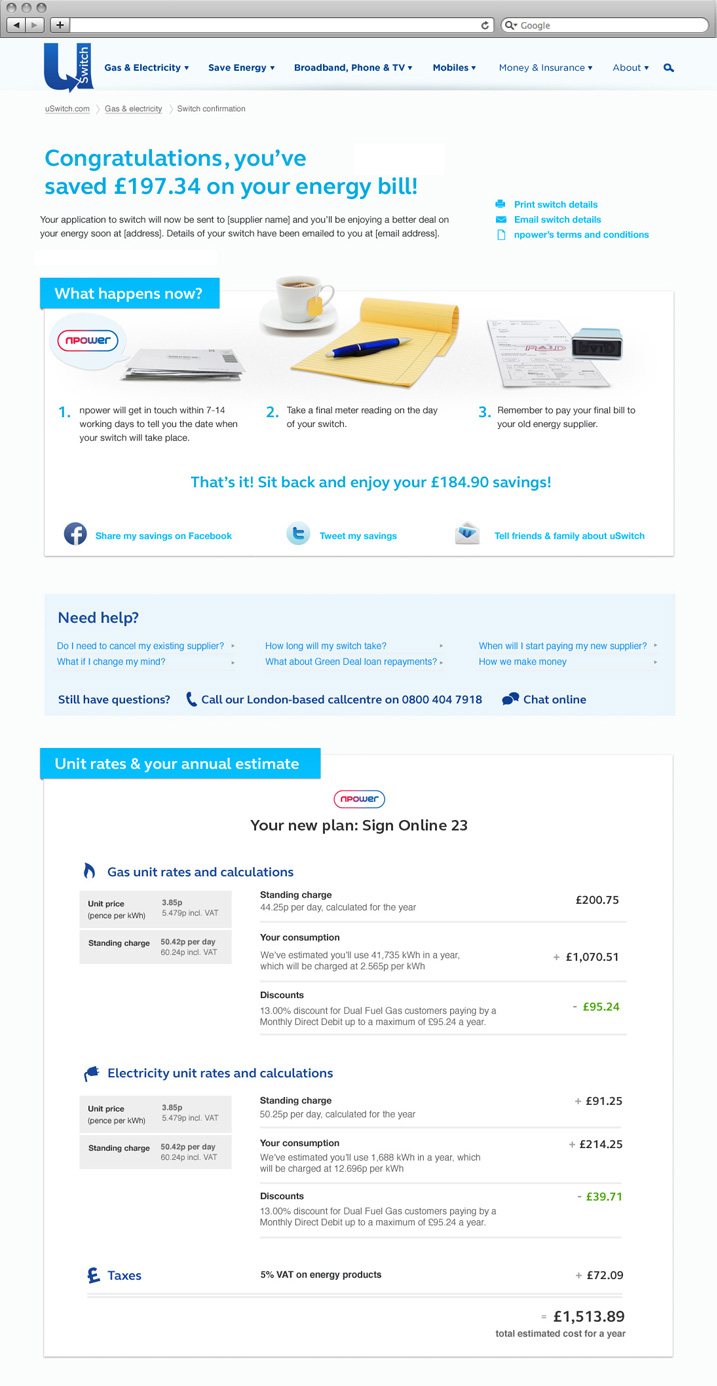 Google
USwitch
Gas & Electricity
Save Energy
Broadband, Phone & TV
Mobiles
Money & Insurance
About
uSwitch.com
Gas & electricity
Switch confirmation
Congratulations, you've
saved £197.34 on your energy bill!
Your application to switch will now be sent to [supplier name] and you'll be enjoying a better deal on
your energy soon at [address]. Details of your switch have been emailed to you at [email address].
Print switch details
Email switch details
npower's terms and conditions
What happens now?
npower
PAID
1. npower will get in touch within 7-14
working days to tell you the date when
your switch will take place.
2. Take a final meter reading on the day
of your switch.
3. Remember to pay your final bill to
your old energy supplier.
That's it! Sit back and enjoy your £184.90 savings!
Share my savings on Facebook
Tweet my savings
Tell friends & family about uSwitch
Need help?
Do I need to cancel my existing supplier?
How long will my switch take?
When will I start paying my new supplier?
What if I change my mind?
What about Green Deal loan repayments?
How we make money
Still have questions?
Call our London-based callcentre on 0800 404 7918
Chat online
Unit rates & your annual estimate
npower
Your new plan: Sign Online 23
Gas unit rates and calculations
Unit price
(pence per kWh)
3.85p
5.479p incl. VAT
Standing charge
50.42p per day
60.24p incl. VAT
Standing charge
44.25p per day, calculated for the year
£200.75
Your consumption
We've estimated you'll use 41,735 kWh in a year,
which will be charged at 2.565p per kWh
+ £1,070.51
Discounts
13.00% discount for Dual Fuel Gas customers paying by a
Monthly Direct Debit up to a maximum of £95.24 a year.
- £95.24
Electricity unit rates and calculations
Unit price
(pence per kWh)
3.85p
5.479p incl. VAT
Standing charge
50.42p per day
60.24p incl. VAT
Standing charge
50.25p per day, calculated for the year
+ £91.25
Your consumption
We've estimated you'll use 1,688 kWh in a year, which
will be charged at 12.696p per kWh
+ £214.25
Discounts
13.00% discount for Dual Fuel Gas customers paying by a
Monthly Direct Debit up to a maximum of £95.24 a year.
- £39.71
£ Taxes
5% VAT on energy products
+ £72.09
= £1,513.89
total estimated cost for a year